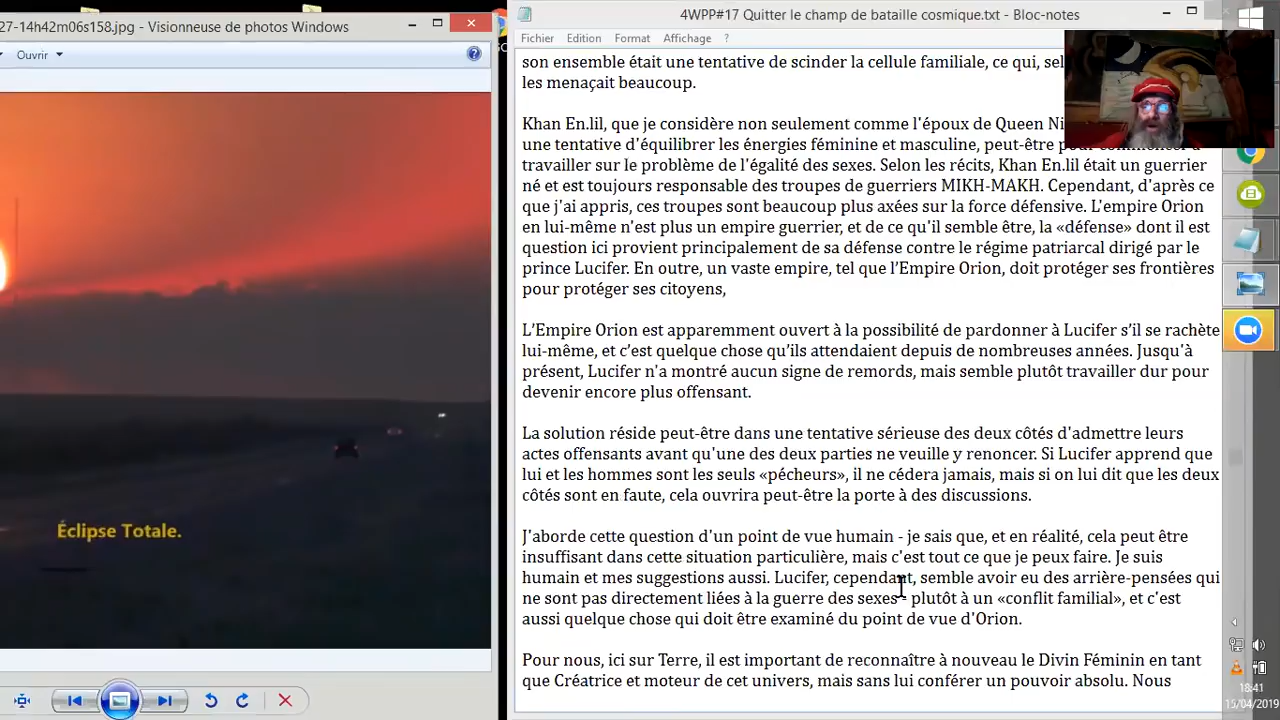 27-14h42m06s158.jpg - Visionneuse de photos Windows
Ouvrir
Éclipse Totale.
4WPP#17 Quitter le champ de bataille cosmique.txt - Bloc-notes
Fichier Edition Format Affichage ?
son ensemble était une tentative de scinder la cellule familiale, ce qui,
les menaçait beaucoup.
Khan En.lil, que je considère non seulement comme l'époux de Queen
une tentative d'équilibrer les énergies féminine et masculine, peut-être
travailler sur le problème de l'égalité des sexes. Selon les récits, Khan En.lil était un guerrier
né et est toujours responsable des troupes de guerriers MIKH-MAKH. Cependant, d'après ce
que j'ai appris, ces troupes sont beaucoup plus axées sur la force défensive. L'empire Orion
en lui-même n'est plus un empire guerrier, et de ce qu'il semble être, la «défense» dont il est
question ici provient principalement de sa défense contre le régime patriarcal dirigé par le
prince Lucifer. En outre, un vaste empire, tel que l'Empire Orion, doit protéger ses frontières
pour protéger ses citoyens,
L'Empire Orion est apparemment ouvert à la possibilité de pardonner à Lucifer s'il se rachète
lui-même, et c'est quelque chose qu'ils attendaient depuis de nombreuses années. Jusqu'à
présent, Lucifer n'a montré aucun signe de remords, mais semble plutôt travailler dur pour
devenir encore plus offensant.
La solution réside peut-être dans une tentative sérieuse des deux côtés d'admettre leurs
actes offensants avant qu'une des deux parties ne veuille y renoncer. Si Lucifer apprend que
lui et les hommes sont les seuls «pécheurs», il ne cédera jamais, mais si on lui dit que les deux
côtés sont en faute, cela ouvrira peut-être la porte à des discussions.
J'aborde cette question d'un point de vue humain - je sais que, et en réalité, cela peut être
insuffisant dans cette situation particulière, mais c'est tout ce que je peux faire. Je suis
humain et mes suggestions aussi. Lucifer, cependant, semble avoir eu des arrière-pensées qui
ne sont pas directement liées à la guerre des sexes - plutôt à un «conflit familial», et c'est
aussi quelque chose qui doit être examiné du point de vue d'Orion.
Pour nous, ici sur Terre, il est important de reconnaître à nouveau le Divin Féminin en tant
que Créatrice et moteur de cet univers, mais sans lui conférer un pouvoir absolu. Nous
18:41
15/04/2019